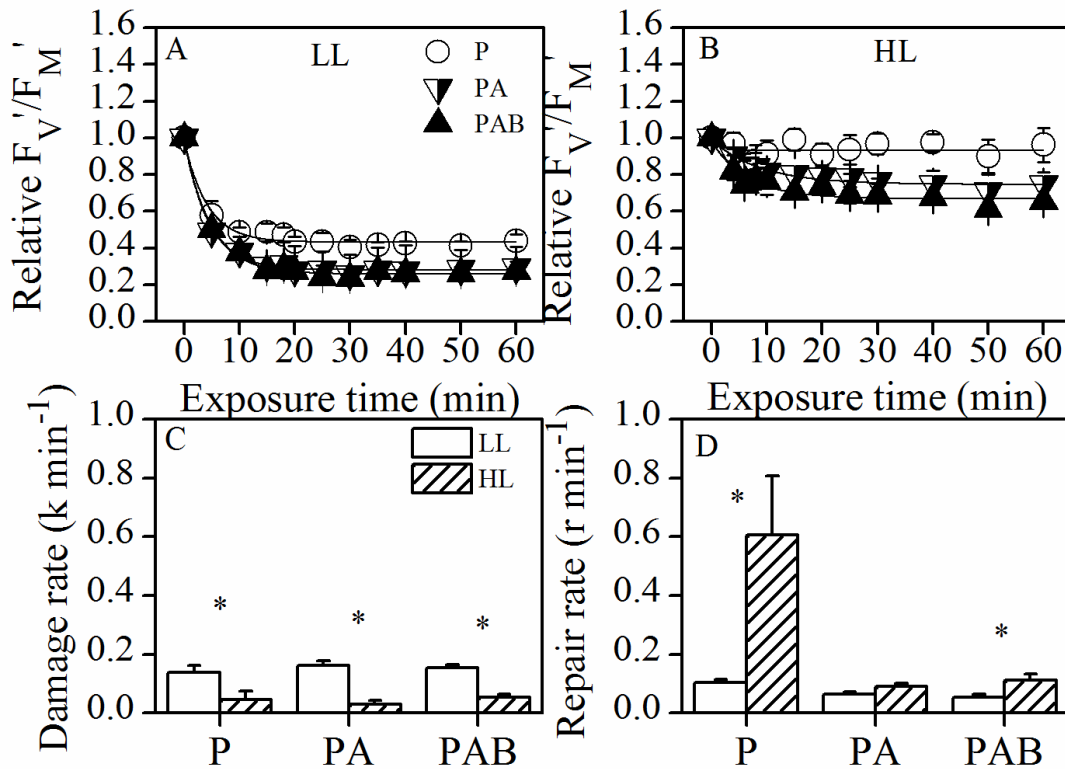 A
LL
P
PA
PAB
Relative F_V'/F_M'
1.6
1.4
1.2
1.0
0.8
0.6
0.4
0.2
0.0
0 10 20 30 40 50 60
Exposure time (min)
B
HL
Relative F_V'/F_M'
1.6
1.4
1.2
1.0
0.8
0.6
0.4
0.2
0.0
0 10 20 30 40 50 60
Exposure time (min)
C
LL
HL
Damage rate (k min⁻¹)
1.0
0.8
0.6
0.4
0.2
0.0
* * *
P PA PAB
D
Repair rate (r min⁻¹)
1.0
0.8
0.6
0.4
0.2
0.0
* *
P PA PAB